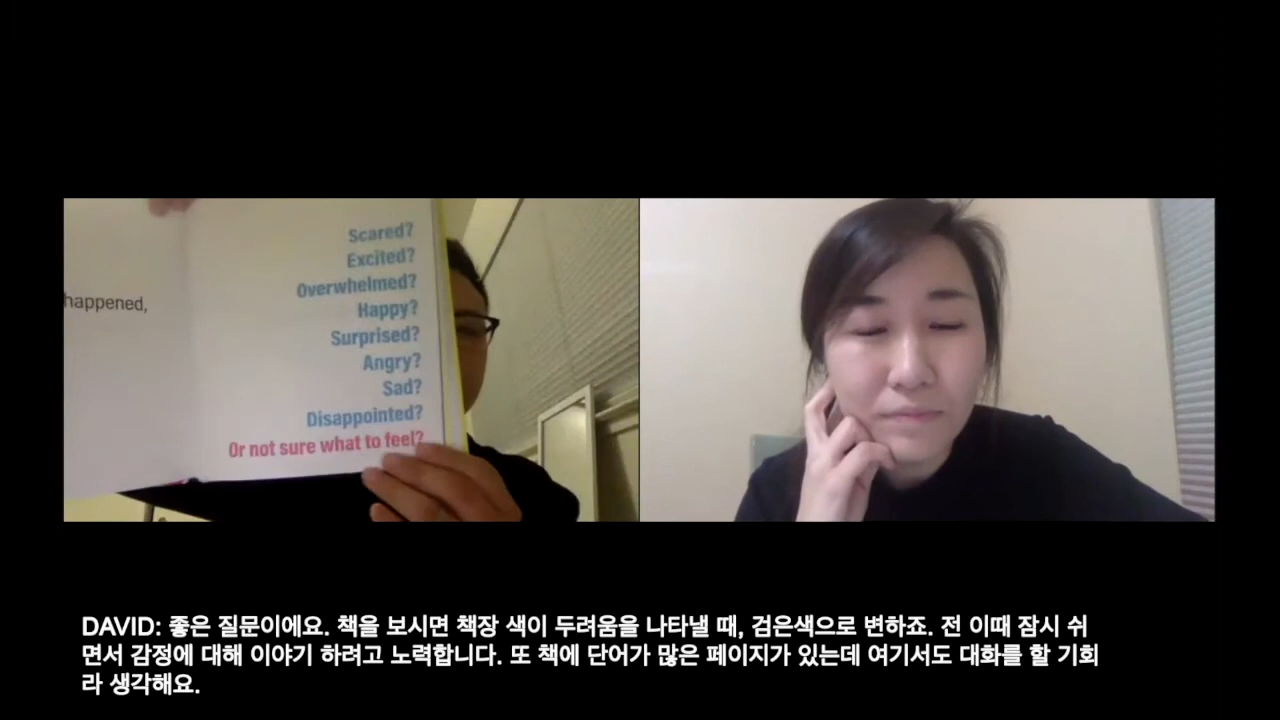 happened,
Scared?
Excited?
Overwhelmed?
Happy?
Surprised?
Angry?
Sad?
Disappointed?
Or not sure what to feel?
DAVID: 좋은 질문이에요. 책을 보시면 책장 색이 두려움을 나타낼 때, 검은색으로 변하죠. 전 이때 잠시 쉬
면서 감정에 대해 이야기 하려고 노력합니다. 또 책에 단어가 많은 페이지가 있는데 여기서도 대화를 할 기회
라 생각해요.